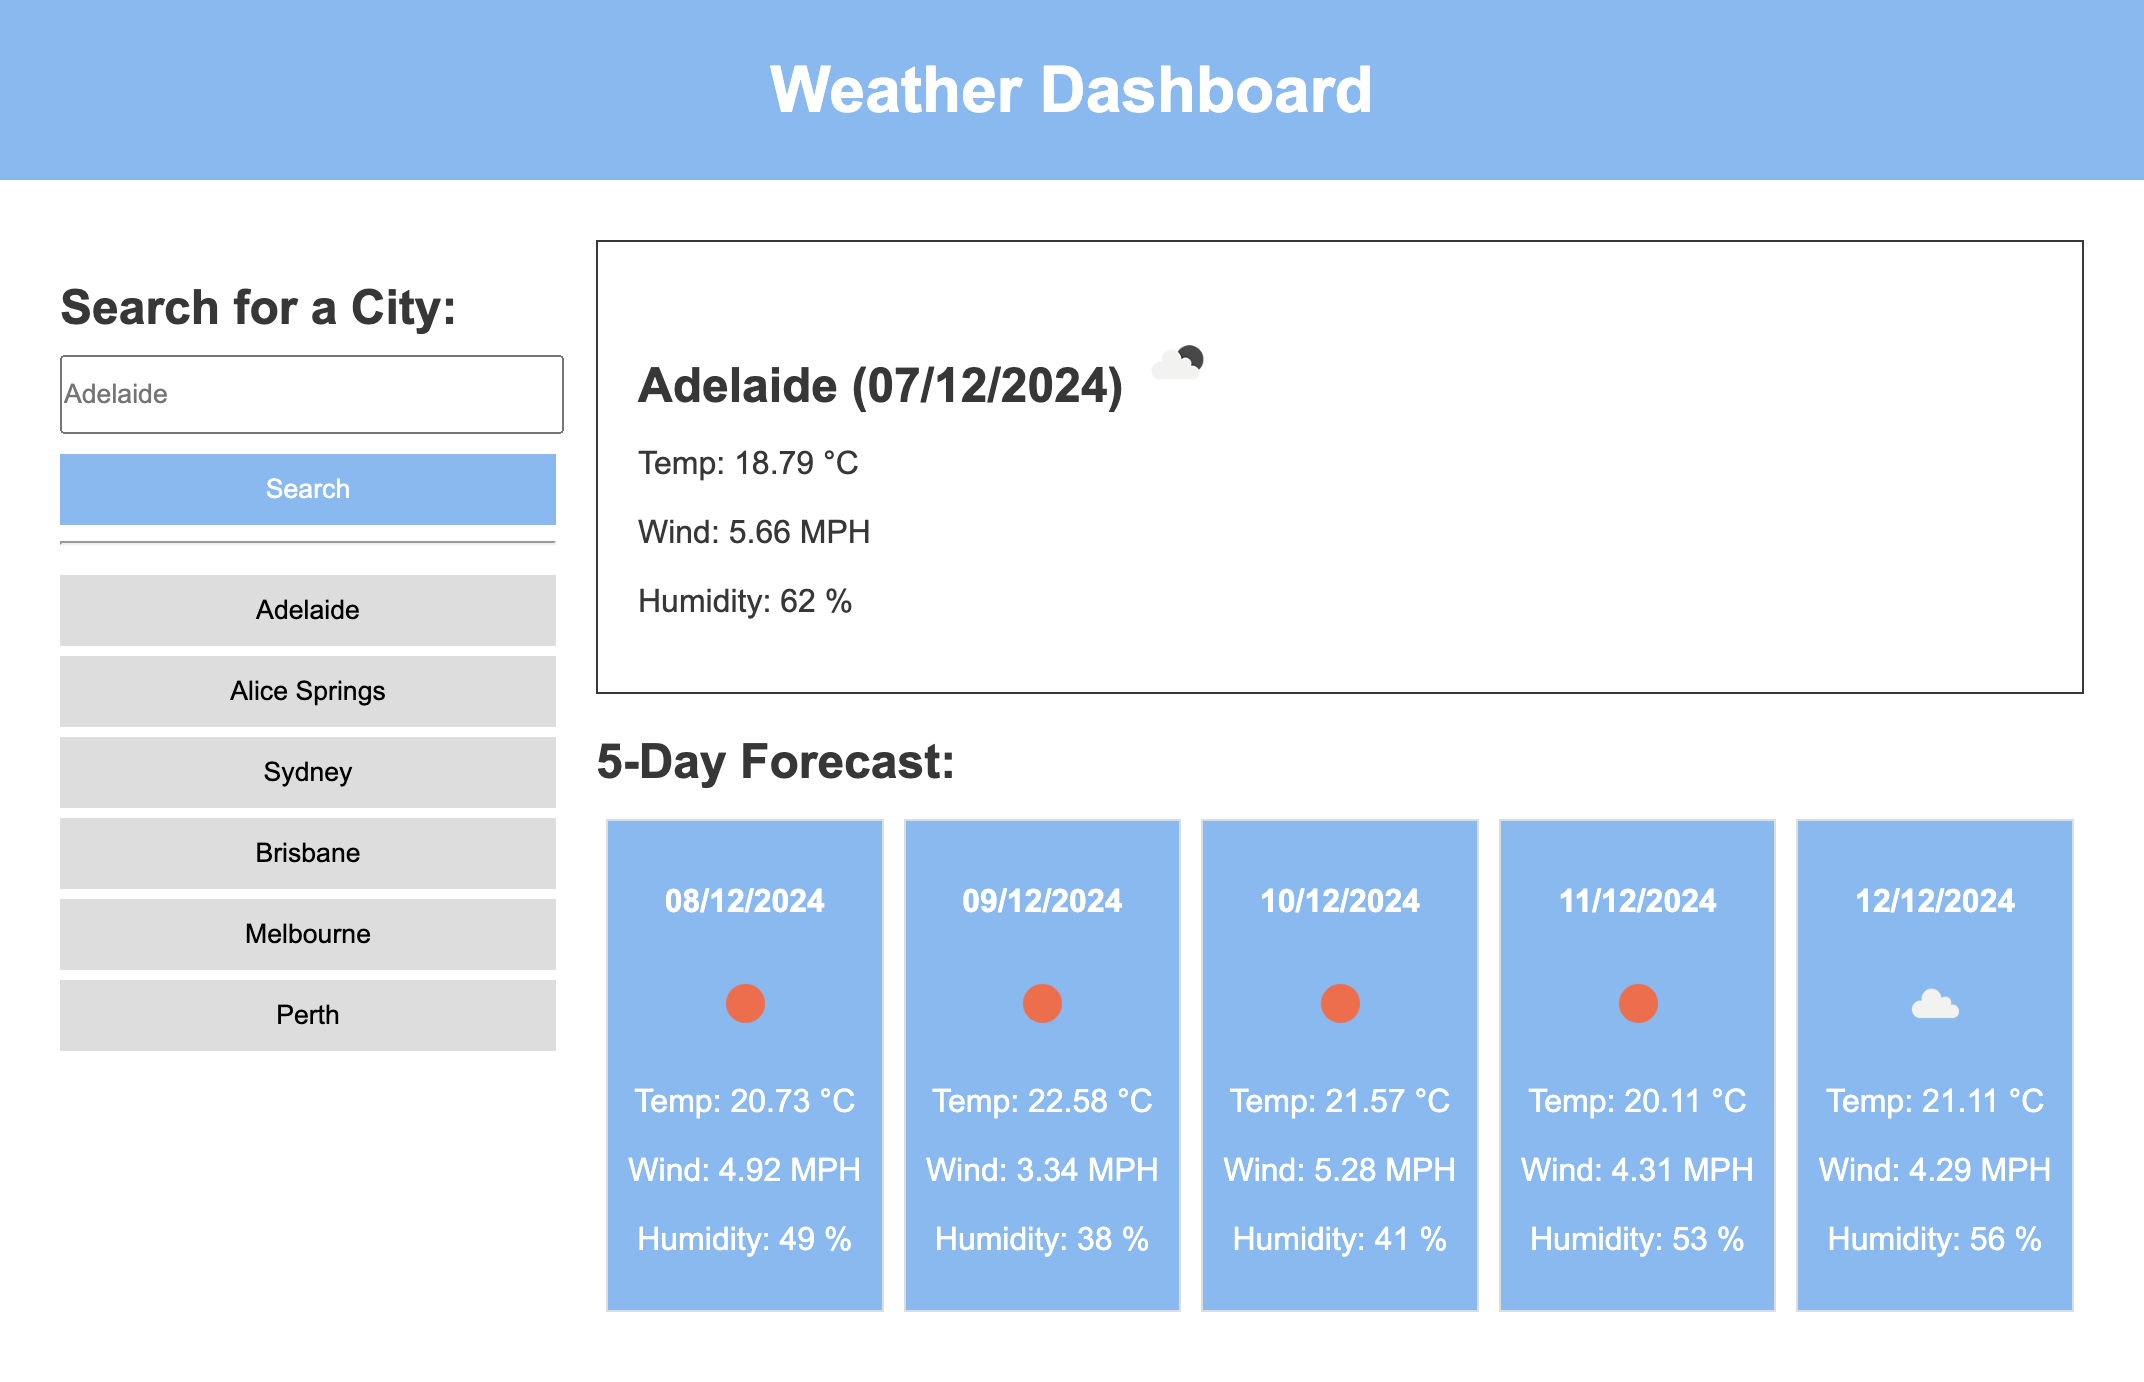 Weather Dashboard
Search for a City:
Adelaide
Search
Adelaide
Alice Springs
Sydney
Brisbane
Melbourne
Perth
Adelaide (07/12/2024)
Temp: 18.79 °C
Wind: 5.66 MPH
Humidity: 62 %
5-Day Forecast:
08/12/2024
Temp: 20.73 °C
Wind: 4.92 MPH
Humidity: 49 %
09/12/2024
Temp: 22.58 °C
Wind: 3.34 MPH
Humidity: 38 %
10/12/2024
Temp: 21.57 °C
Wind: 5.28 MPH
Humidity: 41 %
11/12/2024
Temp: 20.11 °C
Wind: 4.31 MPH
Humidity: 53 %
12/12/2024
Temp: 21.11 °C
Wind: 4.29 MPH
Humidity: 56 %